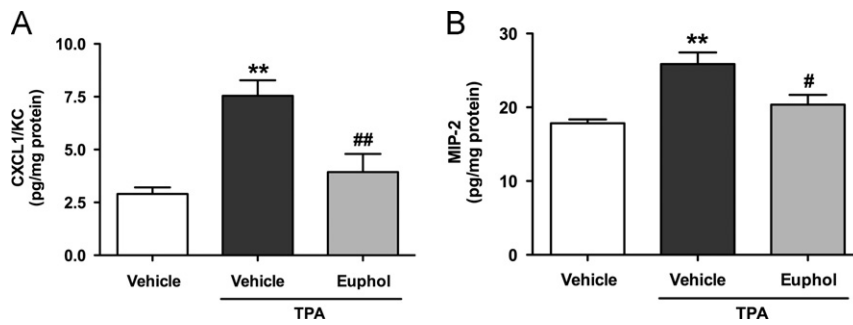 A
CXCL1/KC
(pg/mg protein)
10.0
7.5
5.0
2.5
0.0
**
##
Vehicle Vehicle Euphol
TPA
B
MIP-2
(pg/mg protein)
30
20
10
0
**
#
Vehicle Vehicle Euphol
TPA